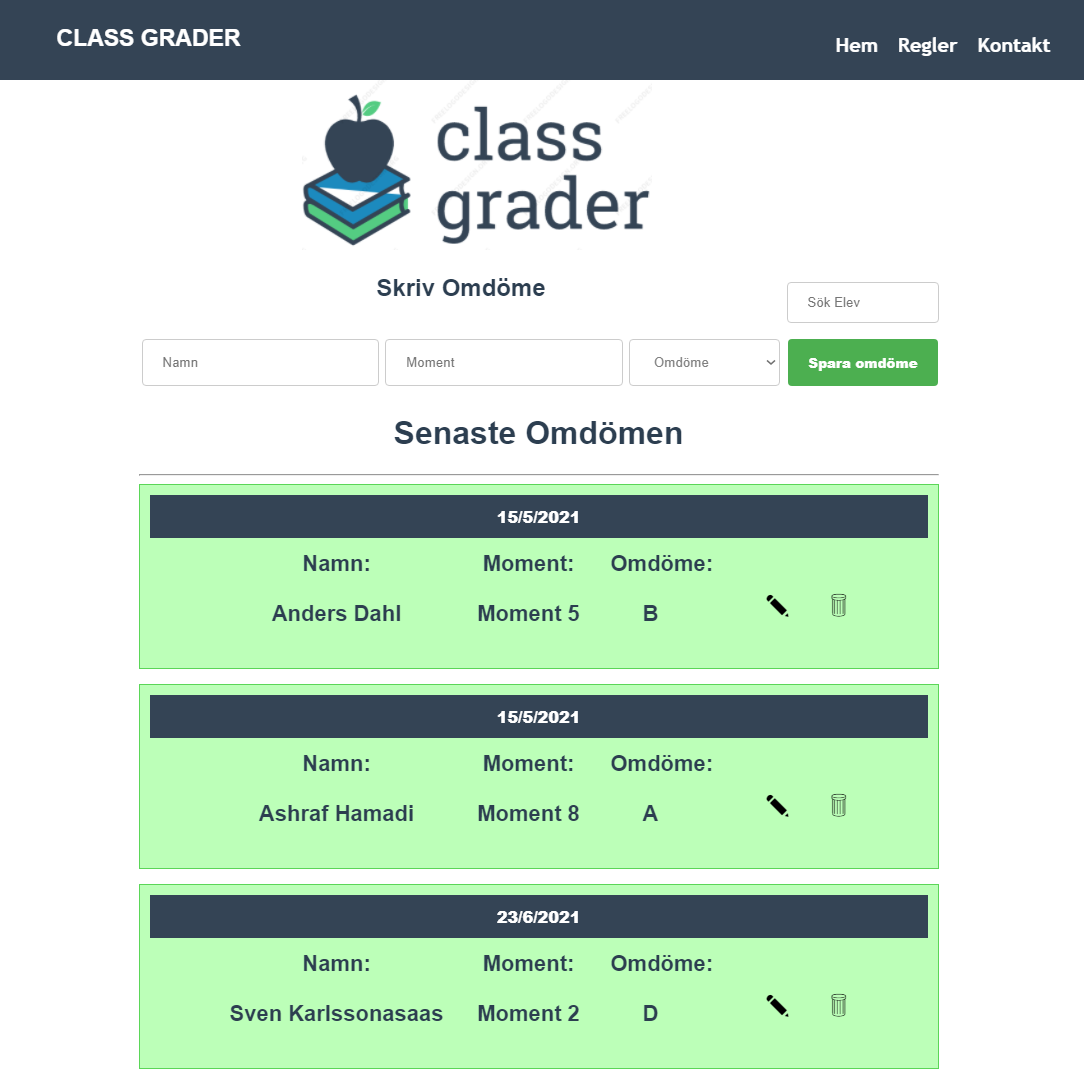 CLASS GRADER
Hem Regler Kontakt
class
grader
Skriv Omdöme
Sök Elev
Namn Moment Omdöme Spara omdöme
Senaste Omdömen
15/5/2021
Namn: Moment: Omdöme:
Anders Dahl Moment 5 B
15/5/2021
Namn: Moment: Omdöme:
Ashraf Hamadi Moment 8 A
23/6/2021
Namn: Moment: Omdöme:
Sven Karlssonasaas Moment 2 D